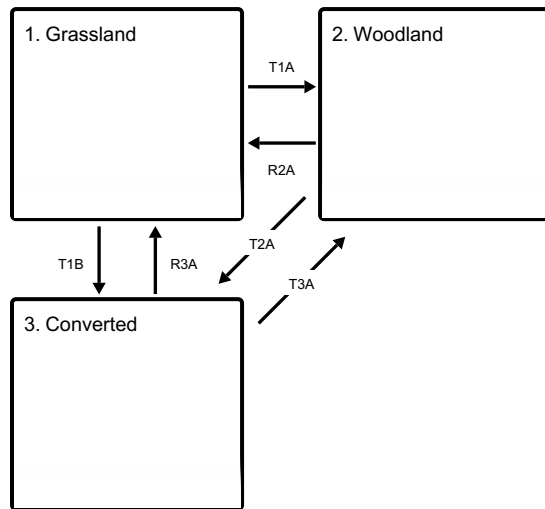 1. Grassland
2. Woodland
T1A
R2A
T2A
T1B
R3A
T3A
3. Converted